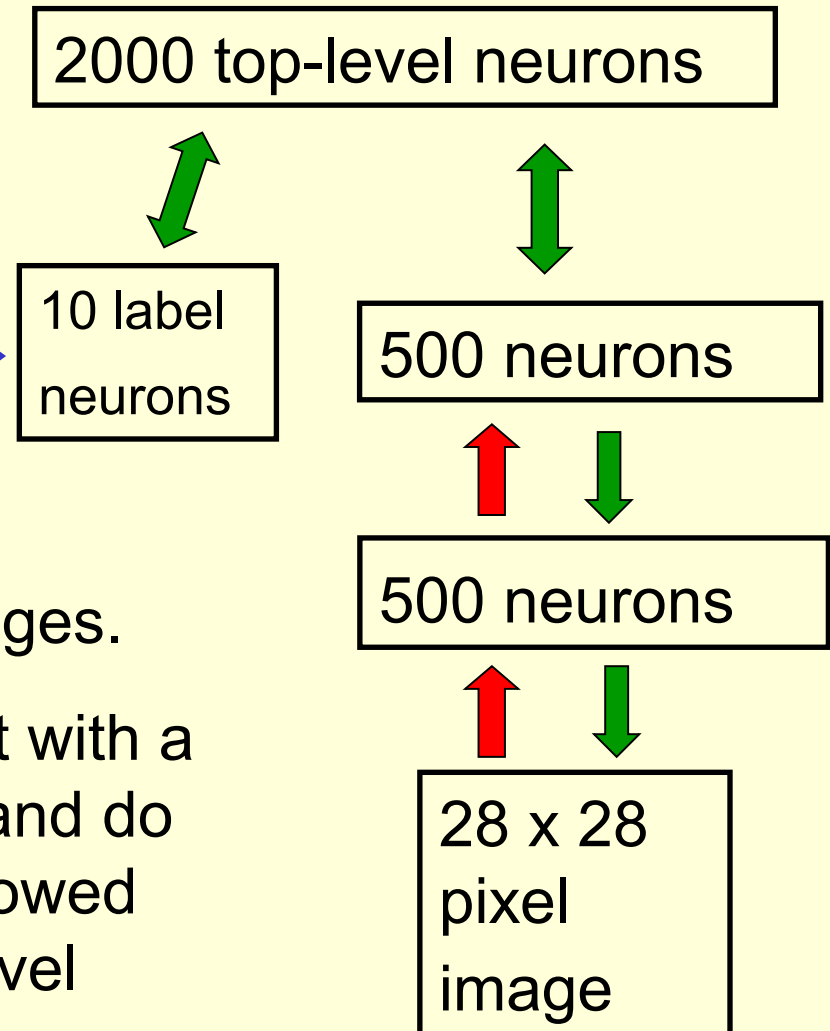 2000 top-level neurons
10 label
neurons
500 neurons
500 neurons
ges.
t with a
and do
owed
vel
28 x 28
pixel
image